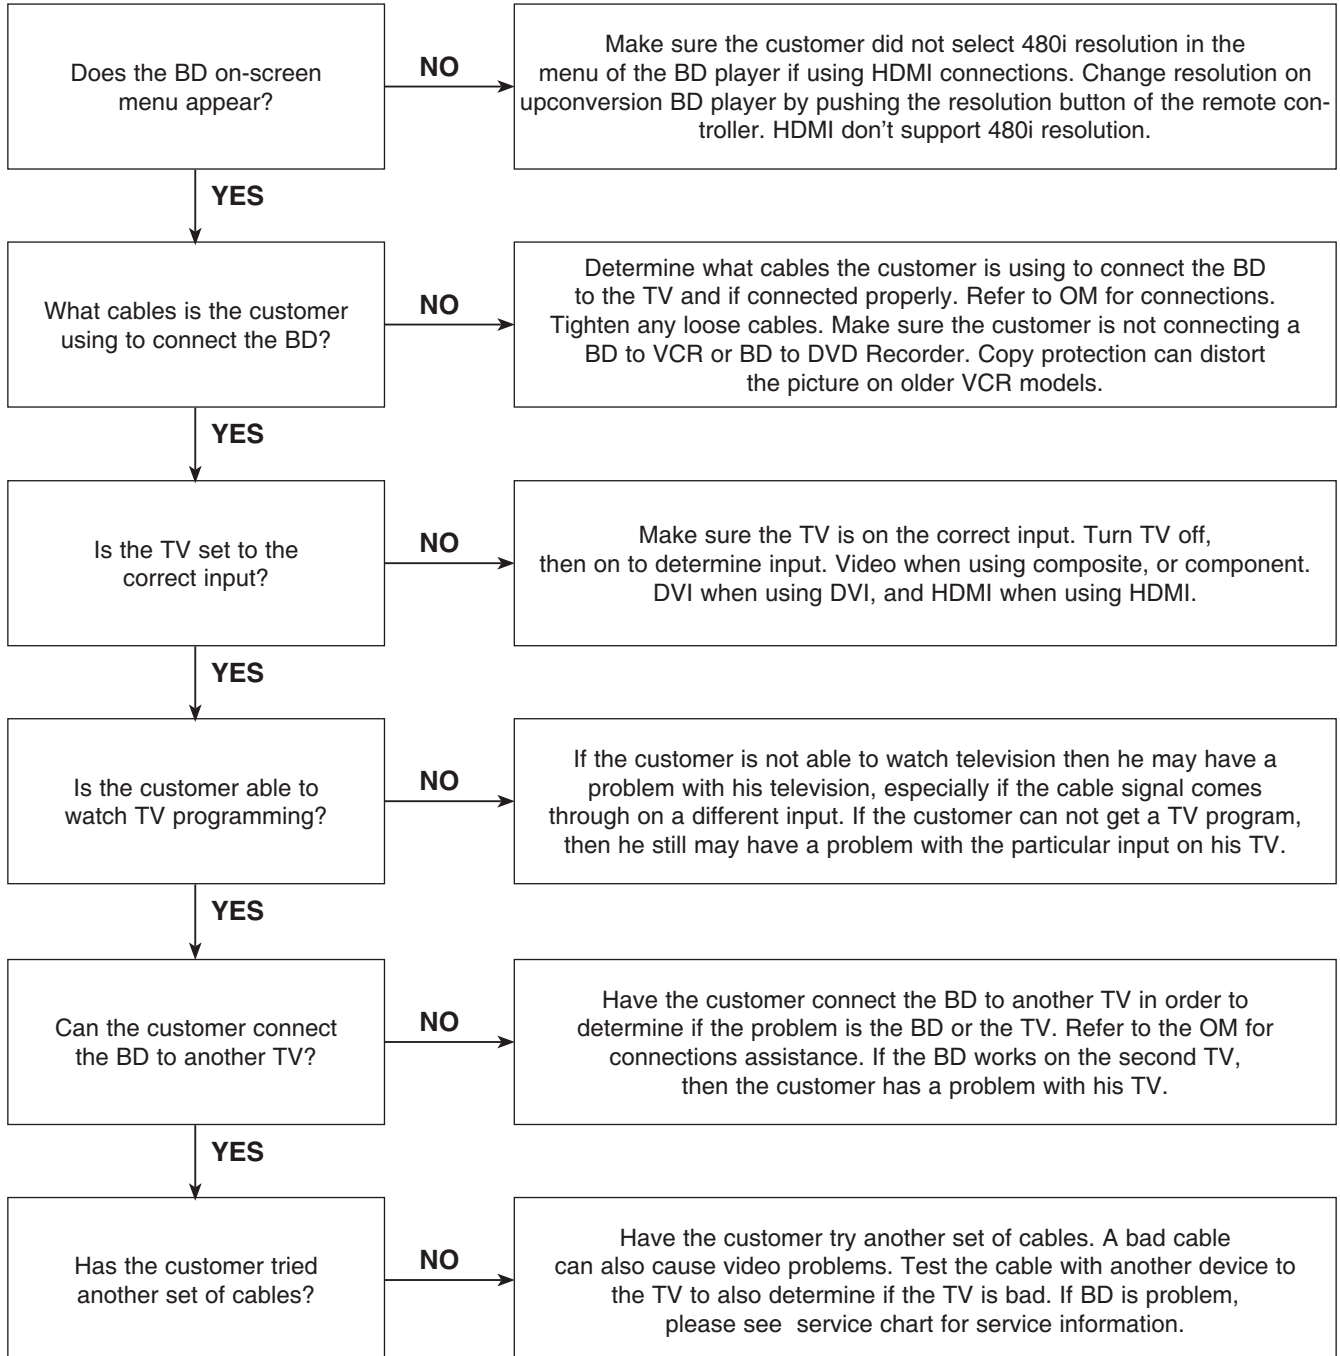 Does the BD on-screen
menu appear?
NO
Make sure the customer did not select 480i resolution in the
menu of the BD player if using HDMI connections. Change resolution on
upconversion BD player by pushing the resolution button of the remote con-
troller. HDMI don't support 480i resolution.
YES
What cables is the customer
using to connect the BD?
NO
Determine what cables the customer is using to connect the BD
to the TV and if connected properly. Refer to OM for connections.
Tighten any loose cables. Make sure the customer is not connecting a
BD to VCR or BD to DVD Recorder. Copy protection can distort
the picture on older VCR models.
YES
Is the TV set to the
correct input?
NO
Make sure the TV is on the correct input. Turn TV off,
then on to determine input. Video when using composite, or component.
DVI when using DVI, and HDMI when using HDMI.
YES
Is the customer able to
watch TV programming?
NO
If the customer is not able to watch television then he may have a
problem with his television, especially if the cable signal comes
through on a different input. If the customer can not get a TV program,
then he still may have a problem with the particular input on his TV.
YES
Can the customer connect
the BD to another TV?
NO
Have the customer connect the BD to another TV in order to
determine if the problem is the BD or the TV. Refer to the OM for
connections assistance. If the BD works on the second TV,
then the customer has a problem with his TV.
YES
Has the customer tried
another set of cables?
NO
Have the customer try another set of cables. A bad cable
can also cause video problems. Test the cable with another device to
the TV to also determine if the TV is bad. If BD is problem,
please see  service chart for service information.